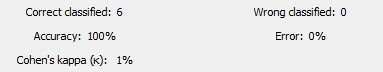 Correct classified: 6 Wrong classified: 0
Accuracy: 100% Error: 0%
Cohen's kappa (κ): 1%